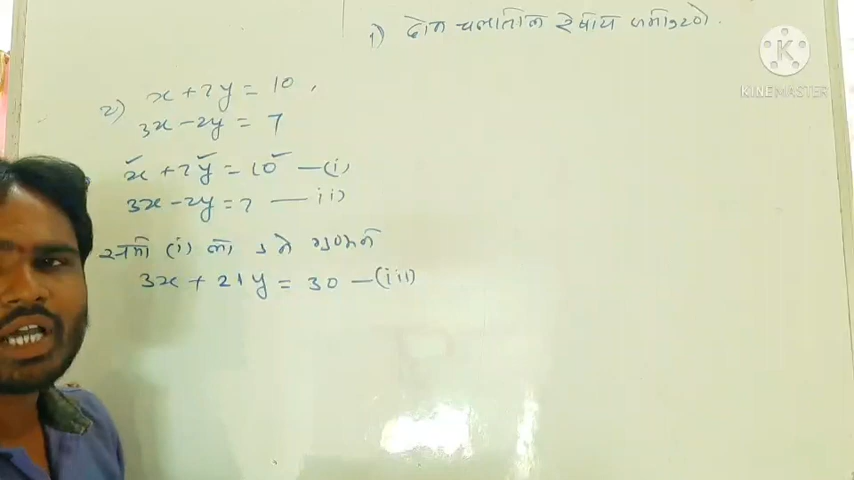 1) दोन चलातील रेषीय समीकरणे.
K
KINEMASTER
2) x + 7y = 10 ,
3x - 2y = 7
x + 7y = 10 —(i)
3x - 2y = 7 — ii)
समी (i) ला 3 ने गुणून
3x + 21y = 30 —(iii)